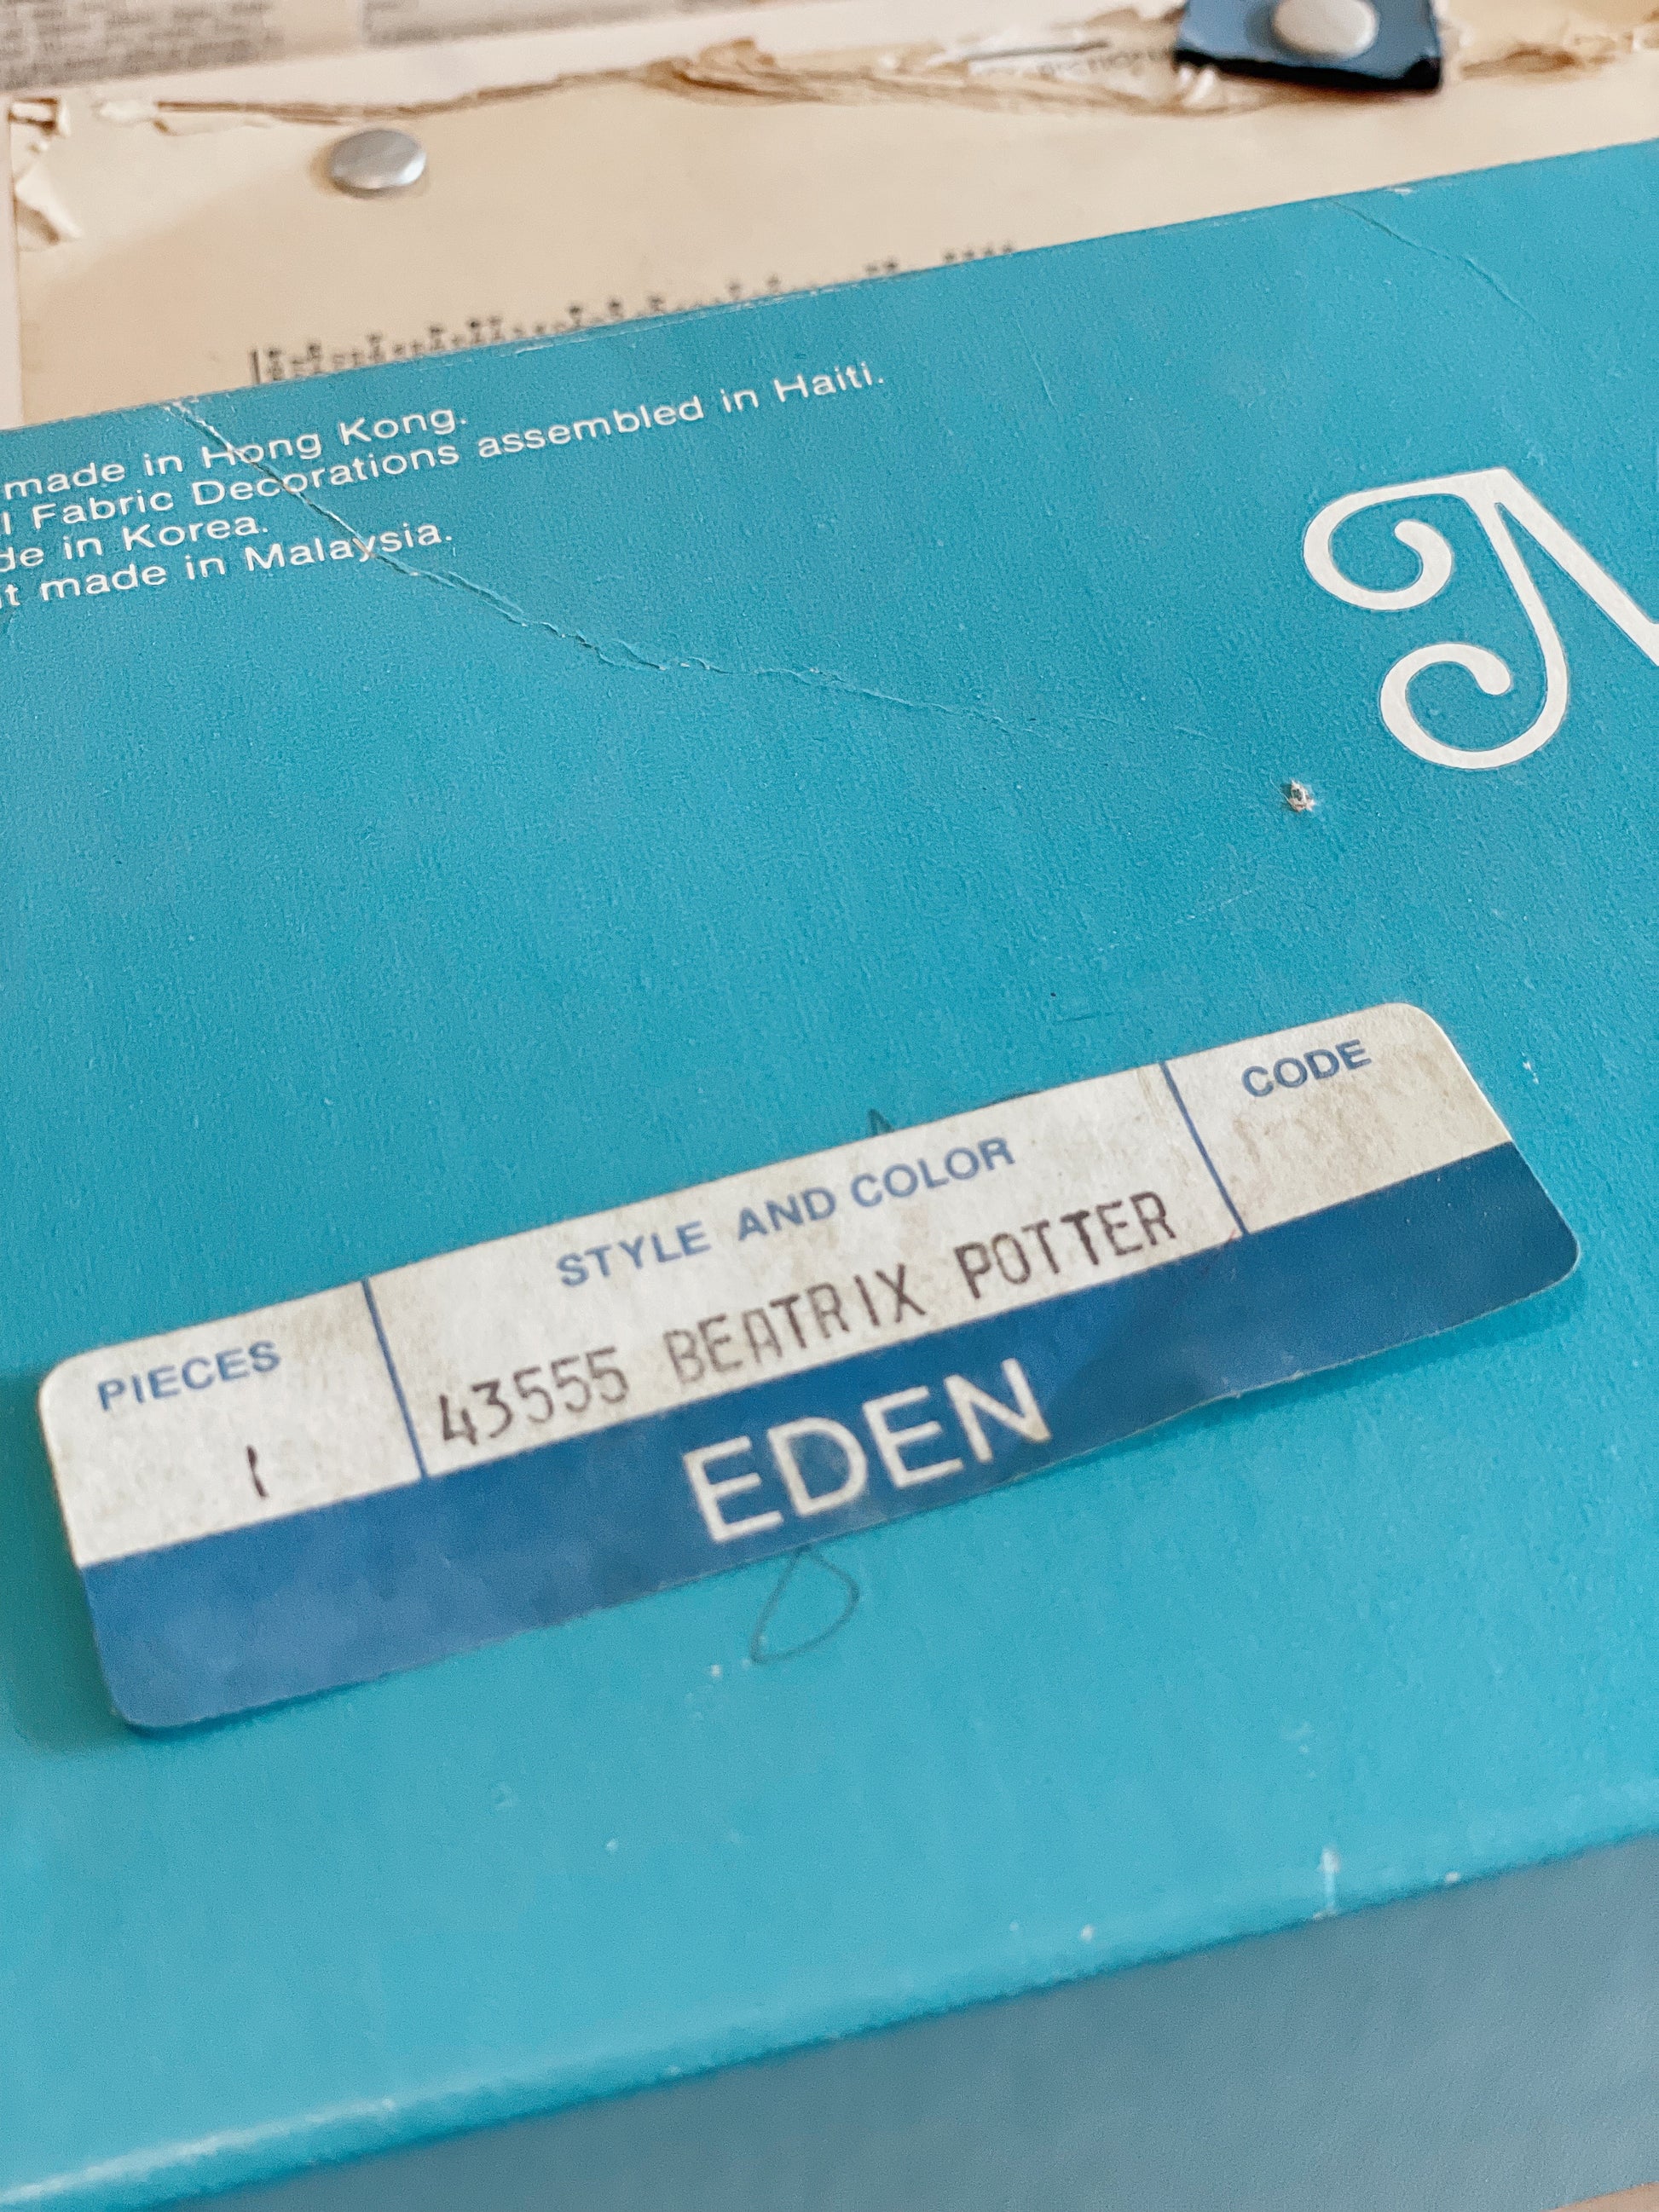 made in Hong Kong.
l Fabric Decorations assembled in Haiti.
de in Korea.
t made in Malaysia.
PIECES
STYLE AND COLOR
CODE
1
43555 BEATRIX POTTER
EDEN